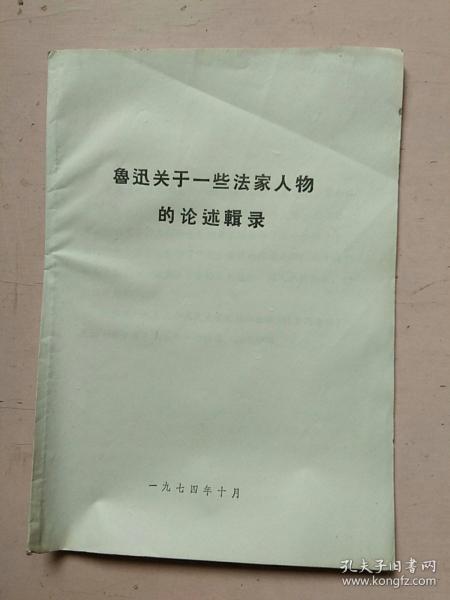 魯迅关于一些法家人物
的论述輯录
一九七四年十月
孔夫子旧书网
www.kongfz.com